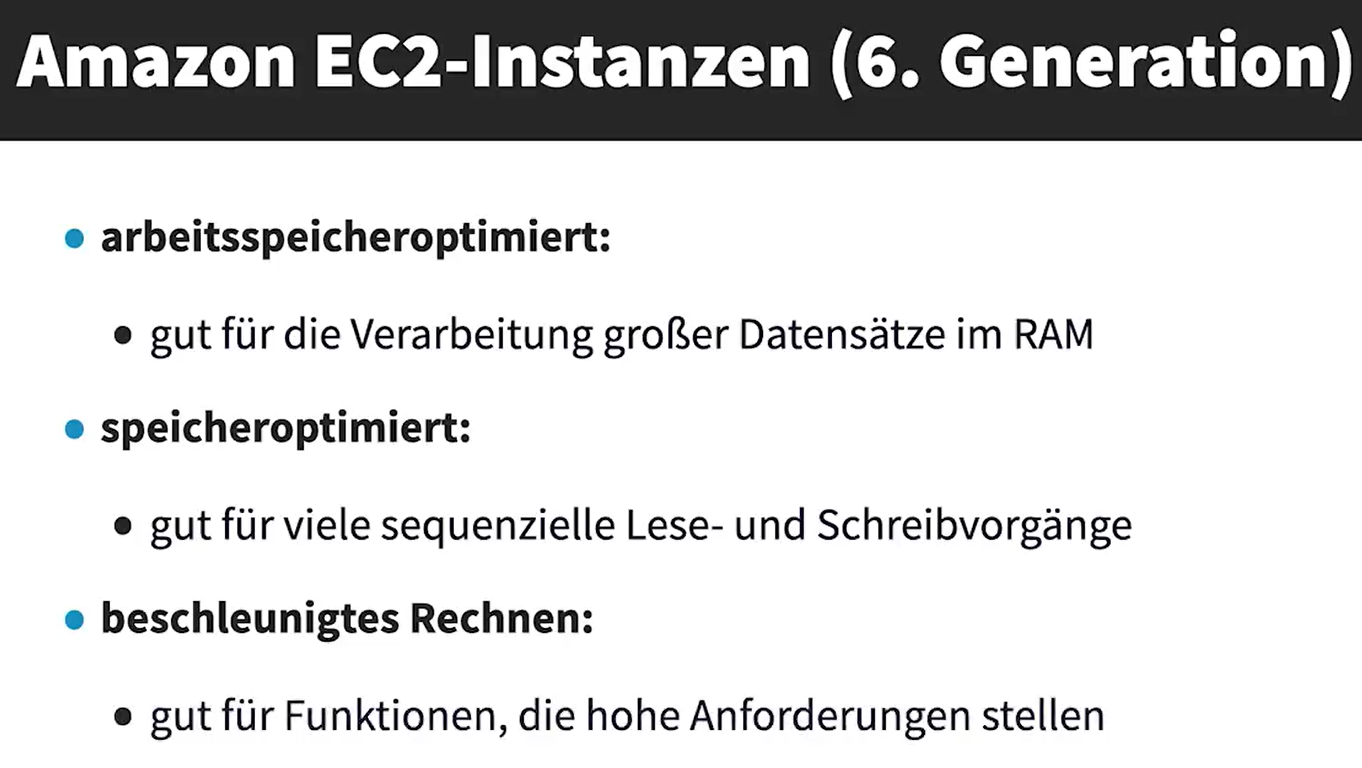 Amazon EC2-Instanzen (6. Generation)
• arbeitsspeicheroptimiert:
• gut für die Verarbeitung großer Datensätze im RAM
• speicheroptimiert:
• gut für viele sequenzielle Lese- und Schreibvorgänge
• beschleunigtes Rechnen:
• gut für Funktionen, die hohe Anforderungen stellen